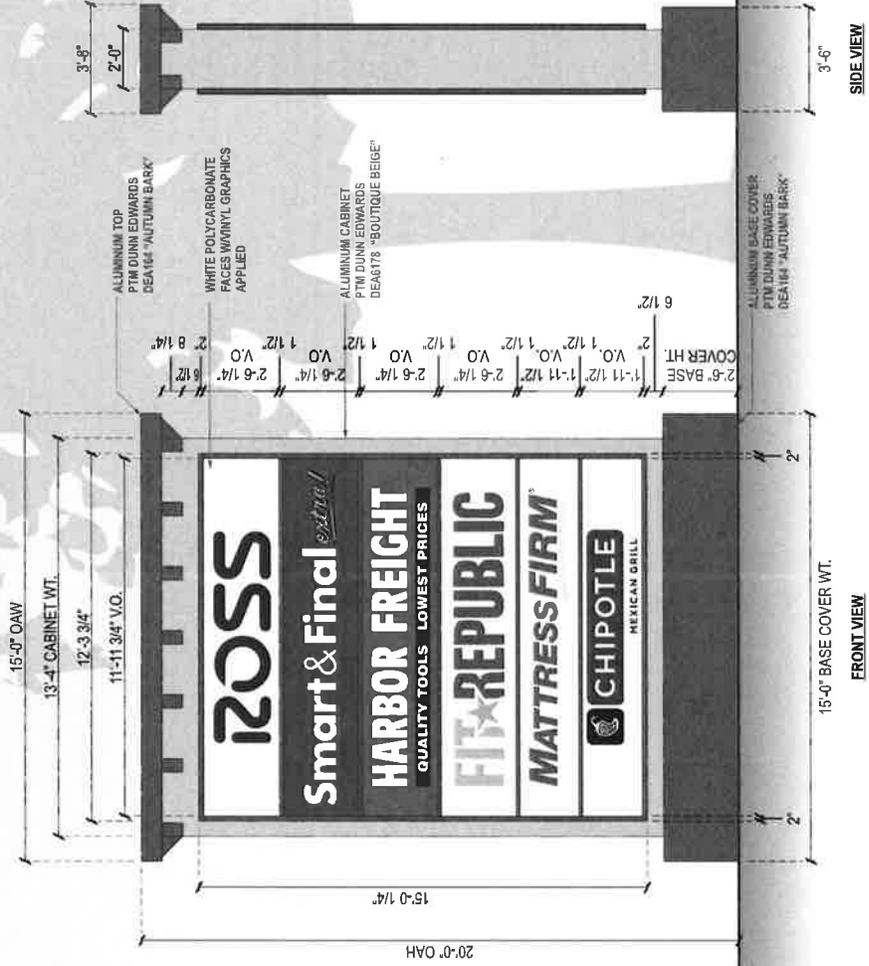 15'-0" OAW
13'-4" CABINET WT.
12'-3 3/4"
11'-11 3/4" V.O.
3'-8"
2'-0"
ALUMINUM TOP
PTM DUNN EDWARDS
DEA164 "AUTUMN BARK"
WHITE POLYCARBONATE
FACES W/VINYL GRAPHICS
APPLIED
ALUMINUM CABINET
PTM DUNN EDWARDS
DEA6178 "BOUTIQUE BEIGE"
8 1/4"
6 1/2"
2"
2'-6 1/4"
V.O
1 1/2"
2'-6 1/4"
V.O
1 1/2"
2'-6 1/4"
V.O
1 1/2"
2'-6 1/4"
V.O
1 1/2"
1'-11 1/2"
V.O.
1 1/2"
1'-11 1/2"
V.O.
2"
6 1/2"
2'-6" BASE
COVER HT.
ROSS
Smart & Final extra!
HARBOR FREIGHT
QUALITY TOOLS LOWEST PRICES
FIT REPUBLIC
MATTRESSFIRM
CHIPOTLE
MEXICAN GRILL
15'-0 1/4"
20'-0" OAH
ALUMINUM BASE COVER
PTM DUNN EDWARDS
DEA164 "AUTUMN BARK"
2"
2"
15'-0" BASE COVER WT.
3'-6"
FRONT VIEW
SIDE VIEW